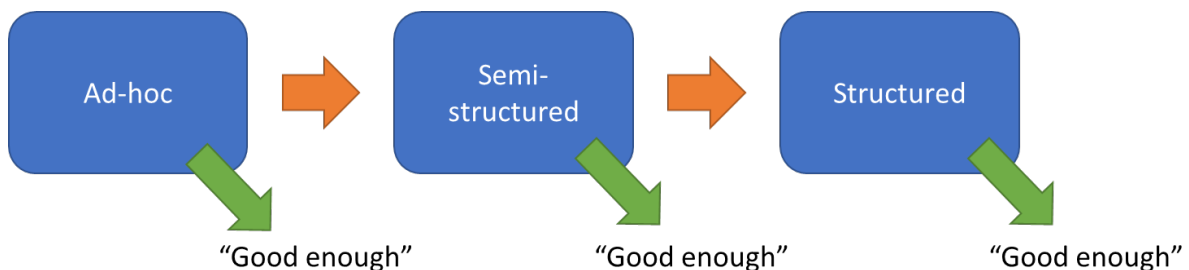 Ad-hoc
Semi-
structured
Structured
“Good enough”
“Good enough”
“Good enough”